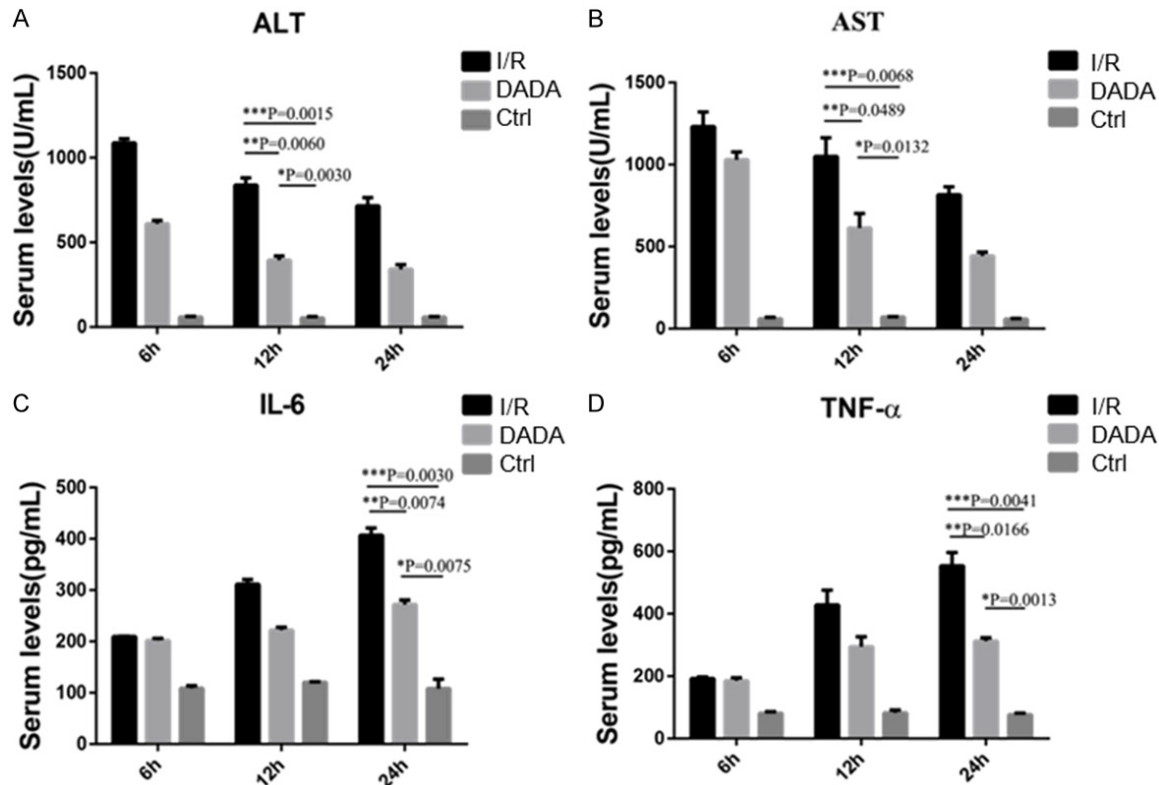 A
ALT
I/R
DADA
Ctrl
Serum levels(U/mL)
1500
1000
500
0
***P=0.0015
**P=0.0060
*P=0.0030
6h
12h
24h
B
AST
I/R
DADA
Ctrl
Serum levels(U/mL)
1500
1000
500
0
***P=0.0068
**P=0.0489
*P=0.0132
6h
12h
24h
C
IL-6
I/R
DADA
Ctrl
Serum levels(pg/mL)
500
400
300
200
100
0
***P=0.0030
**P=0.0074
*P=0.0075
6h
12h
24h
D
TNF-α
I/R
DADA
Ctrl
Serum levels(pg/mL)
800
600
400
200
0
***P=0.0041
**P=0.0166
*P=0.0013
6h
12h
24h